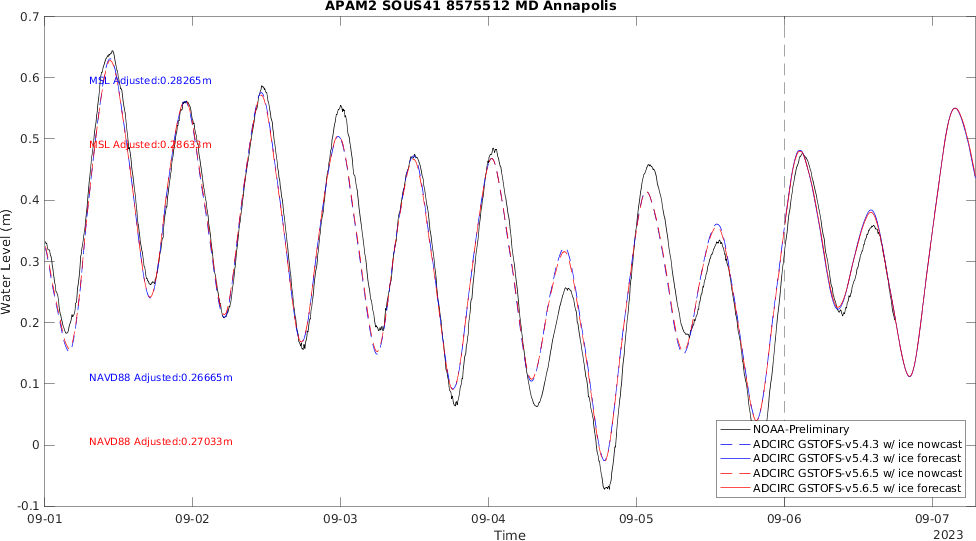 APAM2 SOUS41 8575512 MD Annapolis
Water Level (m)
0.7
0.6
0.5
0.4
0.3
0.2
0.1
0
-0.1
MSL Adjusted:0.28265m
MSL Adjusted:0.28633m
NAVD88 Adjusted:0.26665m
NAVD88 Adjusted:0.27033m
NOAA-Preliminary
ADCIRC GSTOFS-v5.4.3 w/ ice nowcast
ADCIRC GSTOFS-v5.4.3 w/ ice forecast
ADCIRC GSTOFS-v5.6.5 w/ ice nowcast
ADCIRC GSTOFS-v5.6.5 w/ ice forecast
09-01 09-02 09-03 09-04 09-05 09-06 09-07
Time
2023